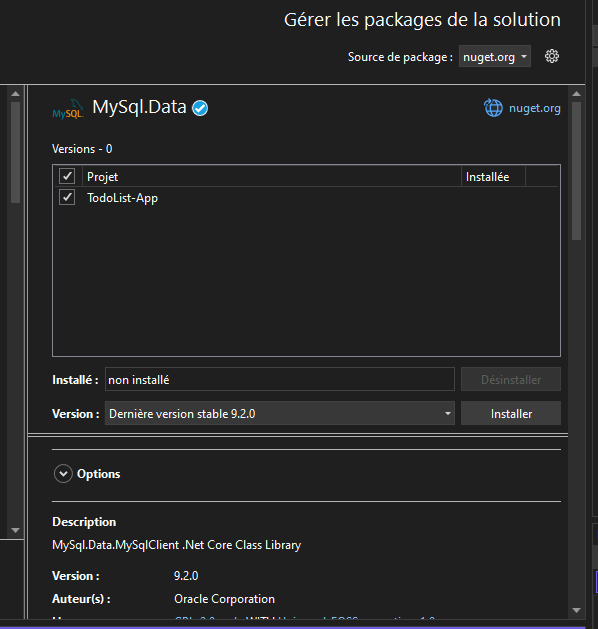 Gérer les packages de la solution
Source de package : nuget.org
MySQL MySql.Data nuget.org
Versions - 0
Projet Installée
TodoList-App
Installé : non installé Désinstaller
Version : Dernière version stable 9.2.0 Installer
Options
Description
MySql.Data.MySqlClient .Net Core Class Library
Version : 9.2.0
Auteur(s) : Oracle Corporation